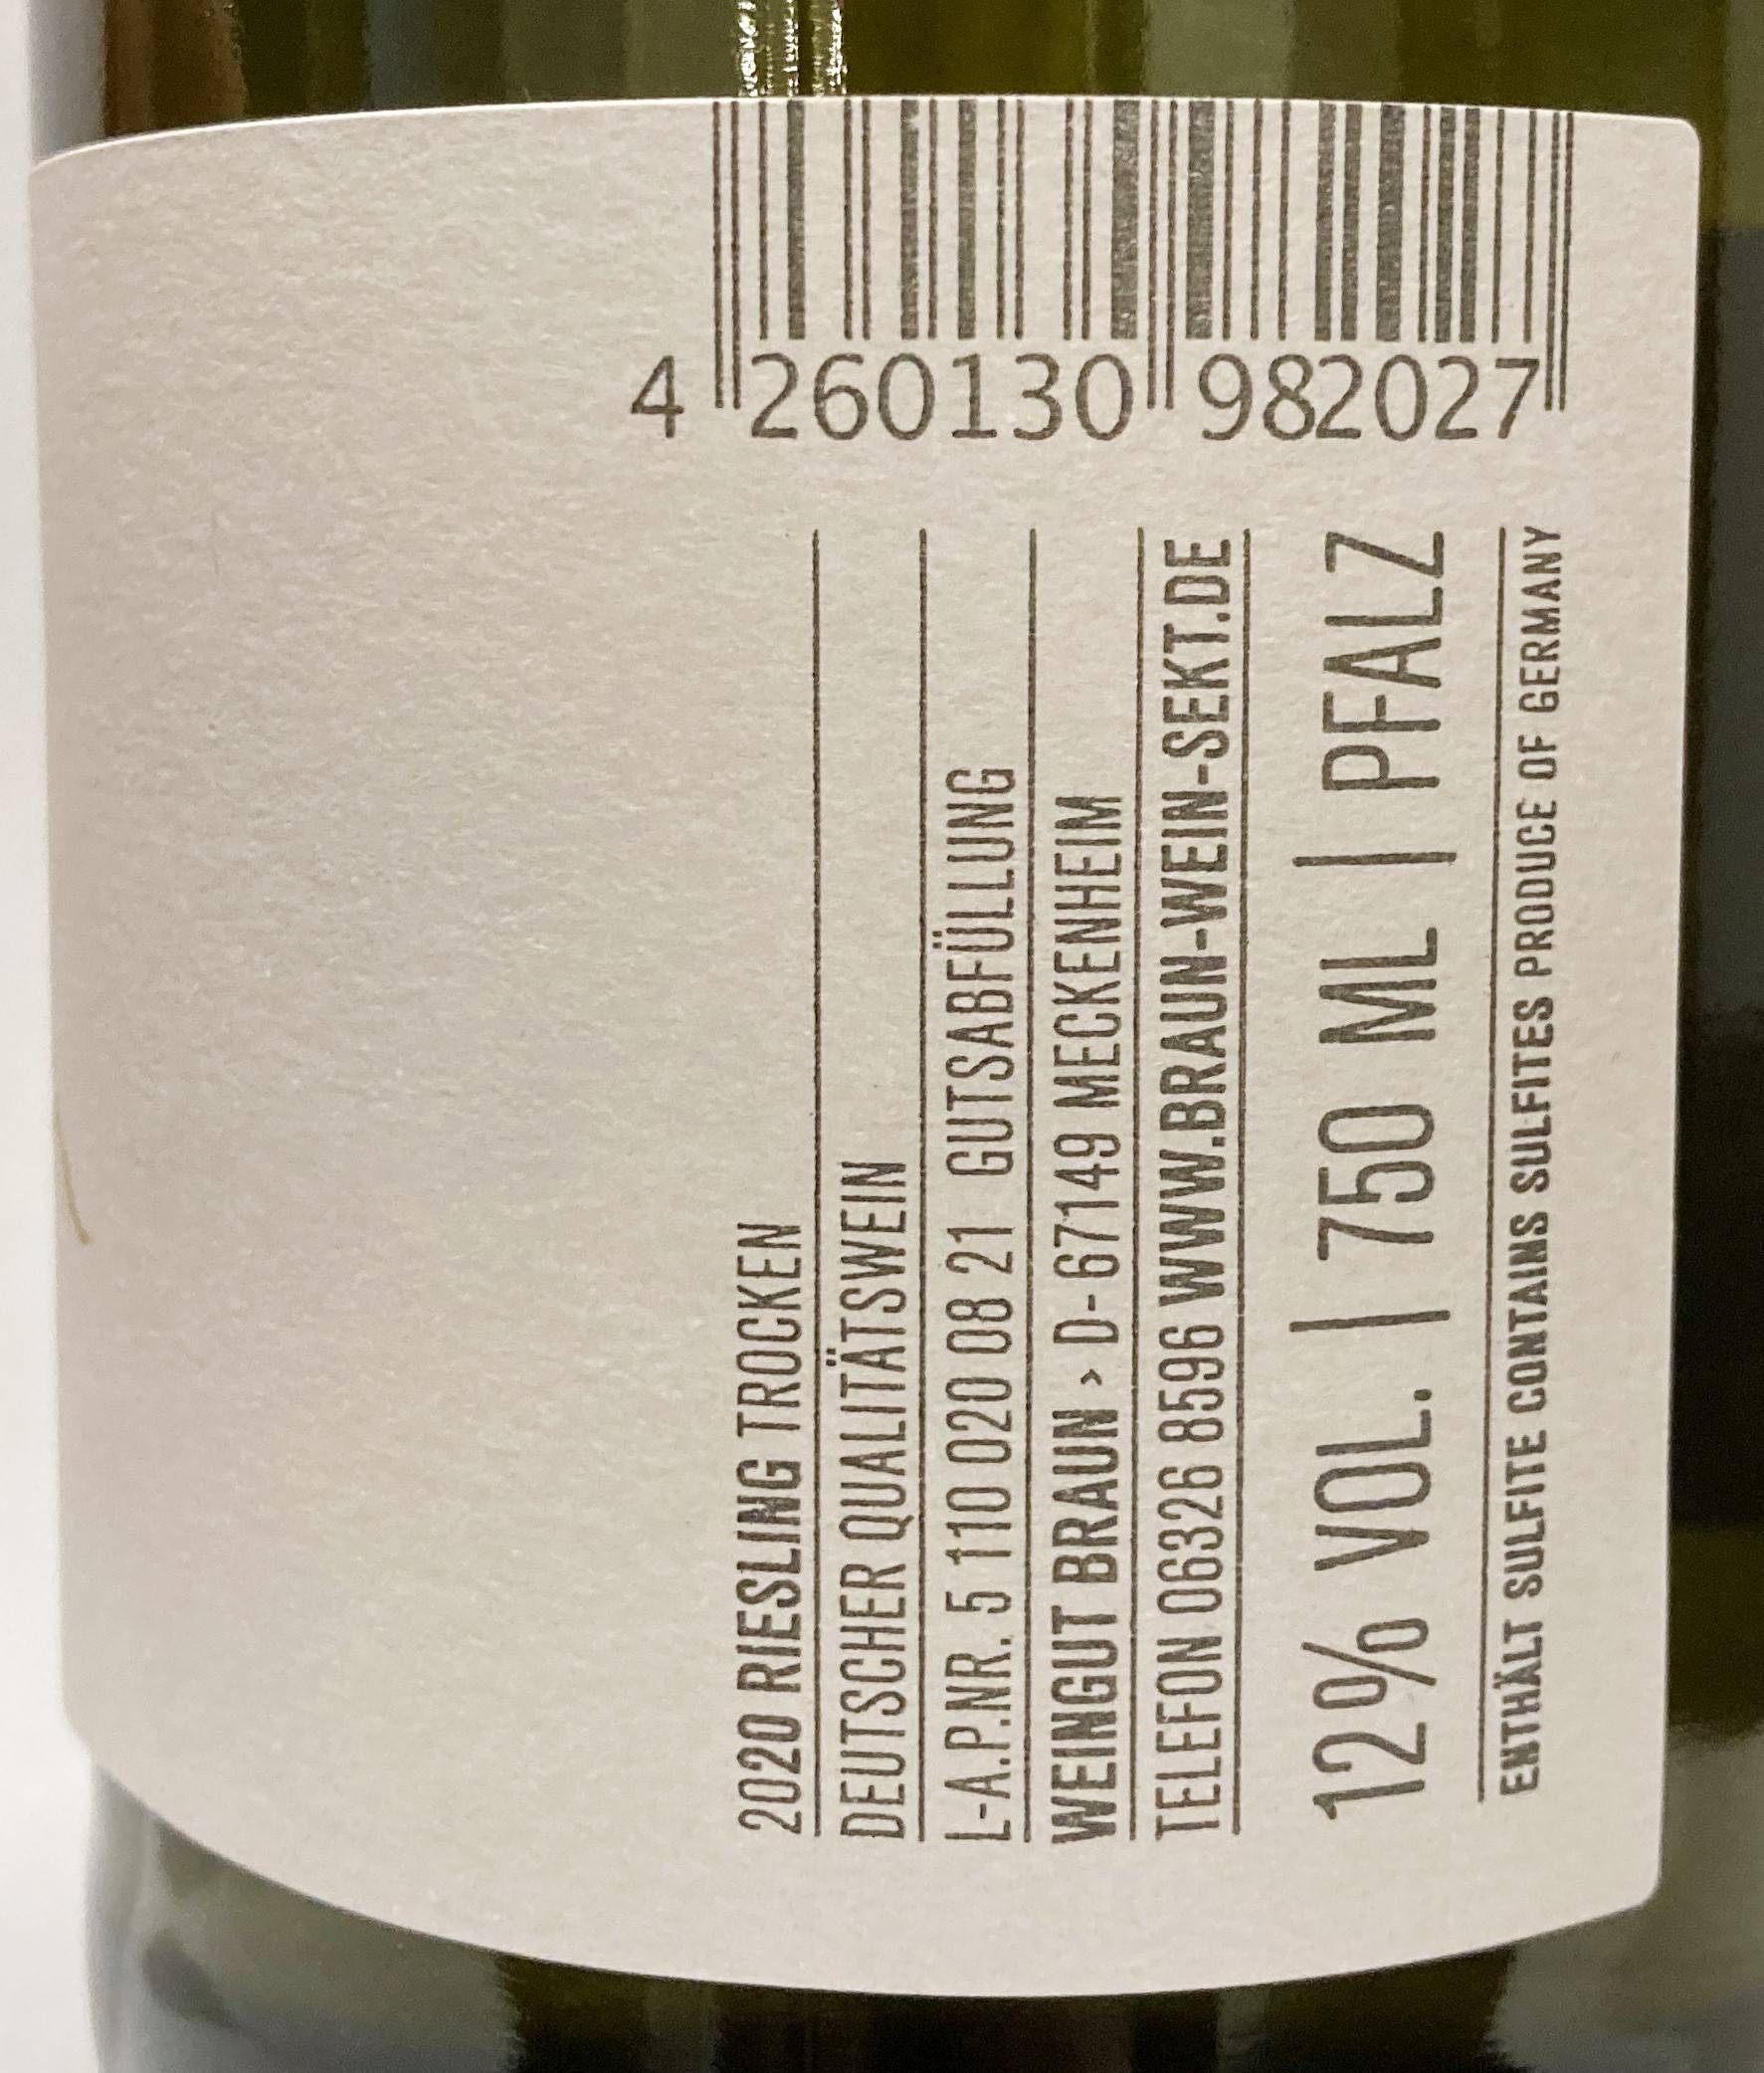 4 260130 982027
2020 RIESLING TROCKEN
DEUTSCHER QUALITÄTSWEIN
L-A.P.NR. 5 110 020 08 21 GUTSABFÜLLUNG
WEINGUT BRAUN › D-67149 MECKENHEIM
TELEFON 06326 8596 WWW.BRAUN-WEIN-SEKT.DE
12% VOL. | 750 ML | PFALZ
ENTHÄLT SULFITE CONTAINS SULFITES PRODUCE OF GERMANY